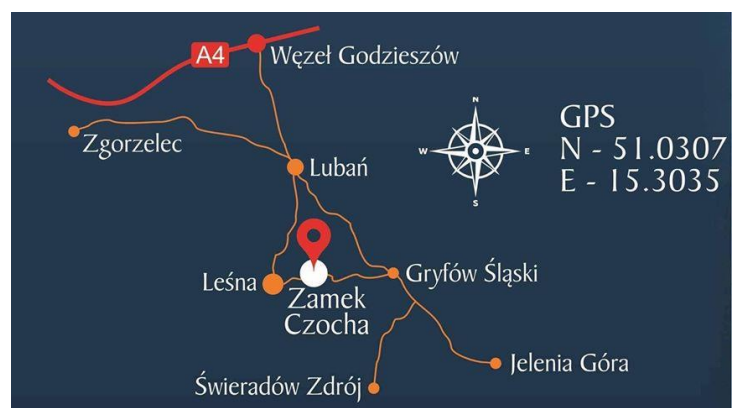 A4
Węzeł Godzieszów
Zgorzelec
Lubań
N
W
E
S
GPS
N - 51.0307
E - 15.3035
Leśna
Zamek
Czocha
Gryfów Śląski
Jelenia Góra
Świeradów Zdrój